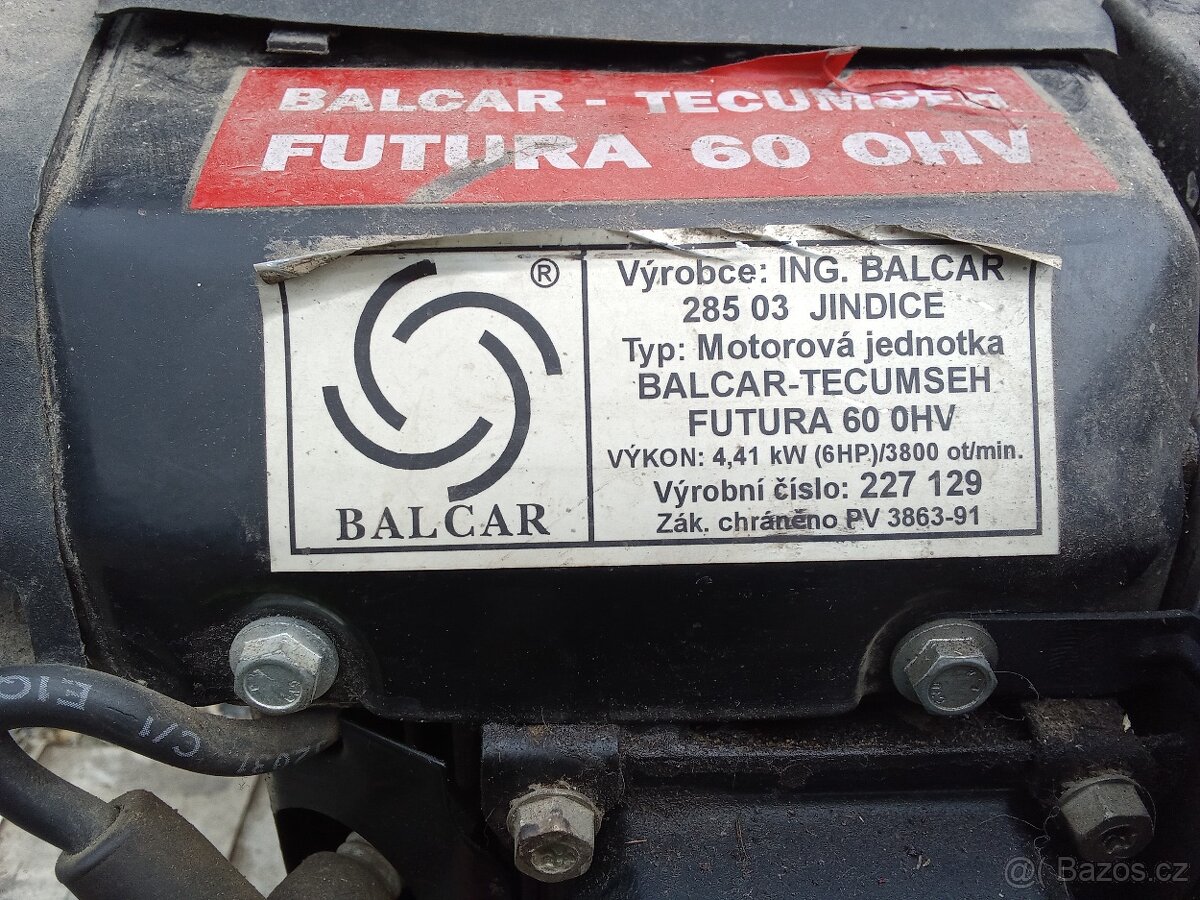 BALCAR - TECUMSEH
FUTURA 60 OHV
®
BALCAR
Výrobce: ING. BALCAR
285 03 JINDICE
Typ: Motorová jednotka
BALCAR-TECUMSEH
FUTURA 60 0HV
VÝKON: 4,41 kW (6HP)/3800 ot/min.
Výrobní číslo: 227 129
Zák. chráněno PV 3863-91
C/1
@ Bazos.cz